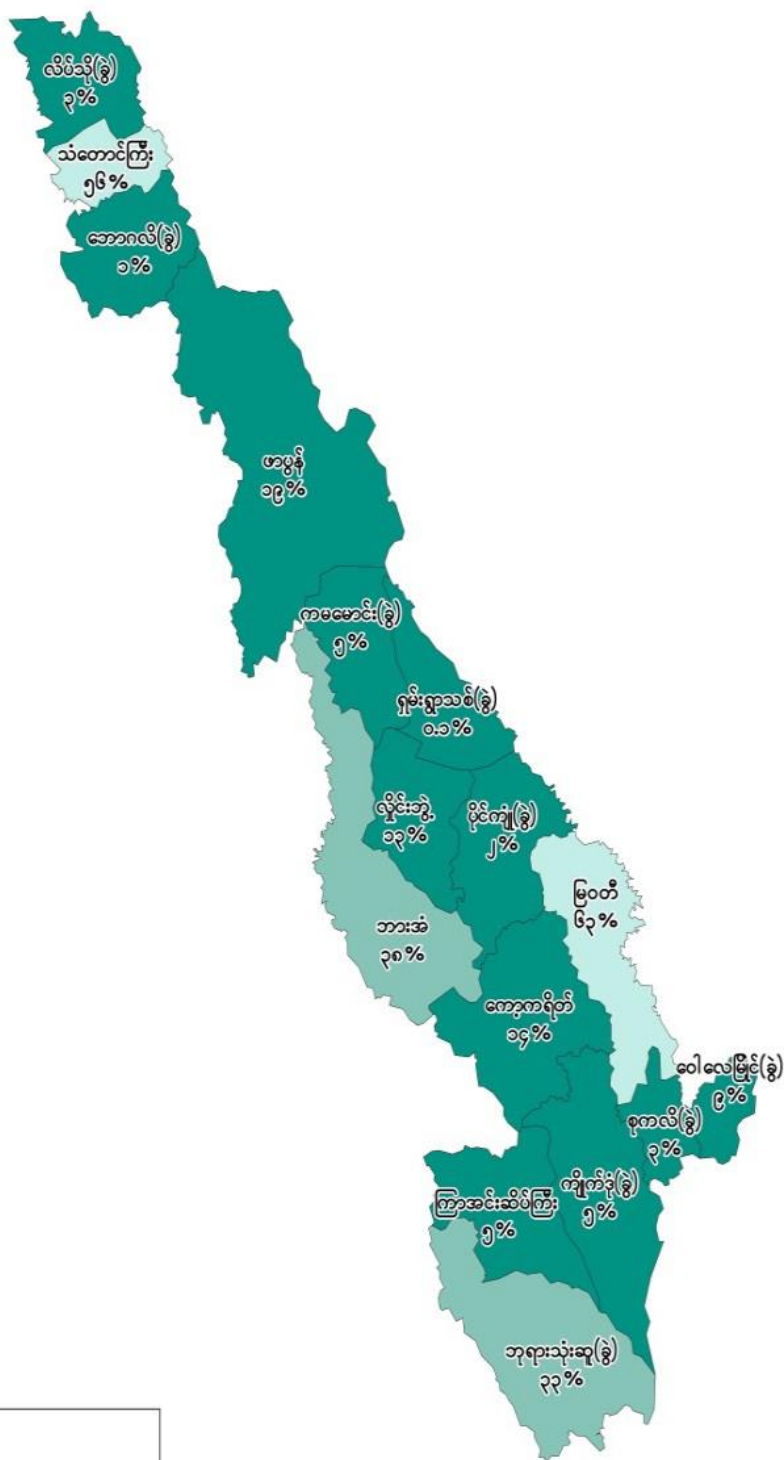 လိပ်သို(ခွဲ)
၃%
သံတောင်ကြီး
၅၆%
ဘောဂလိ(ခွဲ)
၁%
ဖာပွန်
၁၉%
ကမမောင်း(ခွဲ)
၅%
ရှမ်းရွာသစ်(ခွဲ)
၀.၁%
လှိုင်းဘွဲ့
၁၃%
ပိုင်ကျုံ(ခွဲ)
၂%
မြဝတီ
၆၃%
ဘားအံ
၃၈%
ကော့ကရိတ်
၁၄%
ဝေါလေမြိုင်(ခွဲ)
၉%
စုကလိ(ခွဲ)
၃%
ကျိုက်ဒုံ(ခွဲ)
၅%
ကြာအင်းဆိပ်ကြီး
၅%
ဘုရားသုံးဆူ(ခွဲ)
၃၃%